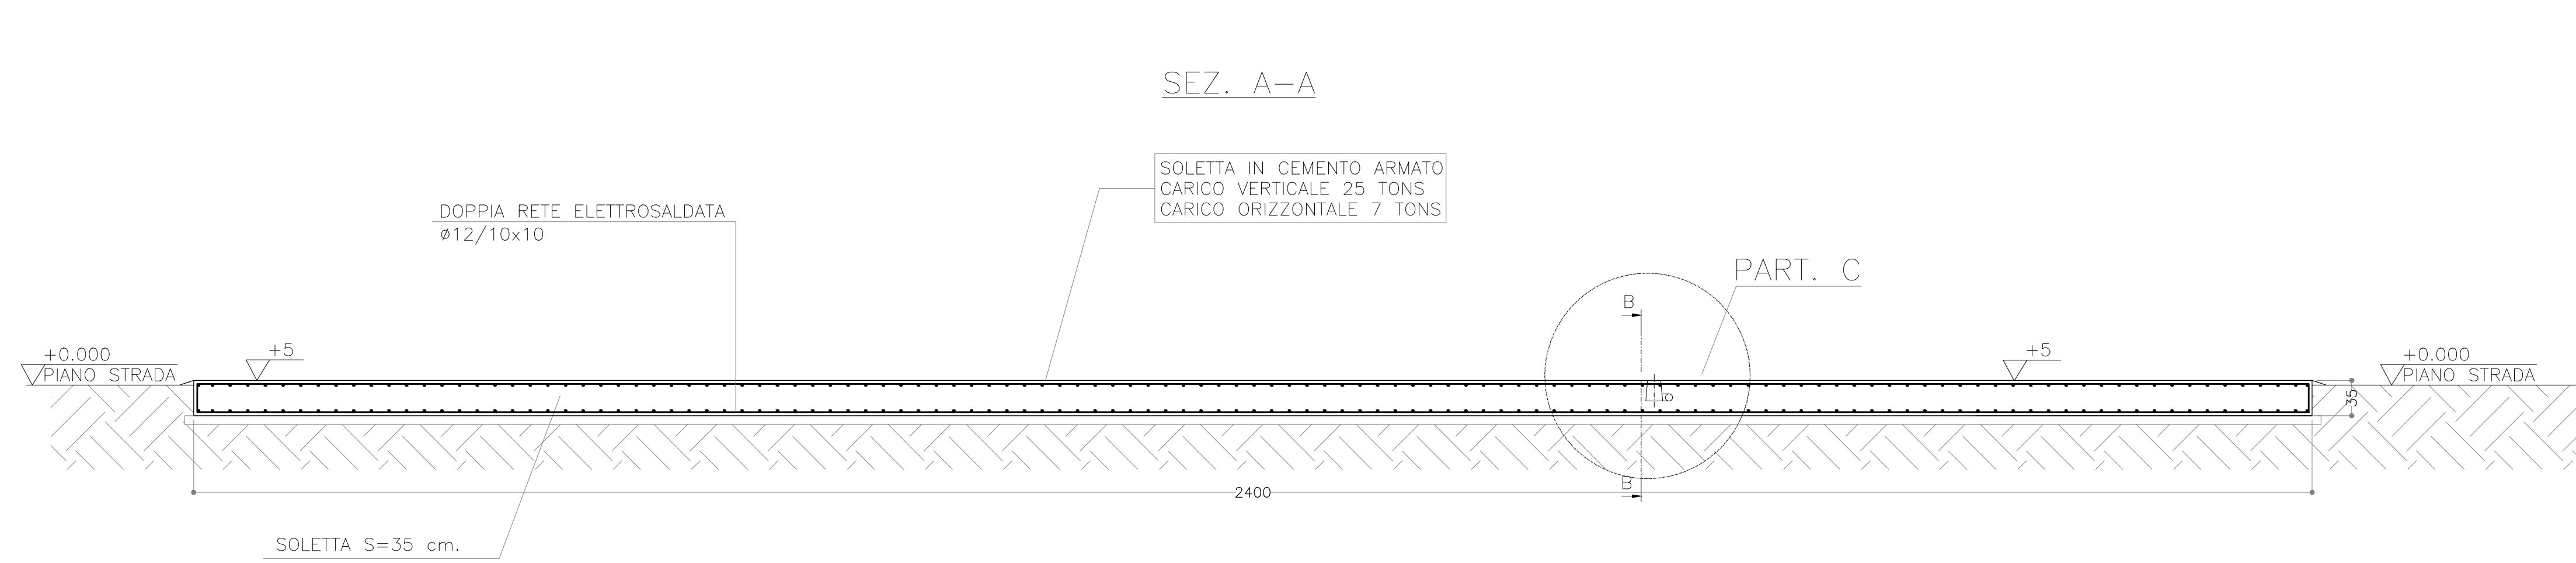 SEZ. A-A
SOLETTA IN CEMENTO ARMATO
CARICO VERTICALE 25 TONS
CARICO ORIZZONTALE 7 TONS
DOPPIA RETE ELETTROSALDATA
ø12/10x10
PART. C
B
+0.000
PIANO STRADA
+5
+5
+0.000
PIANO STRADA
35
B
2400
SOLETTA S=35 cm.